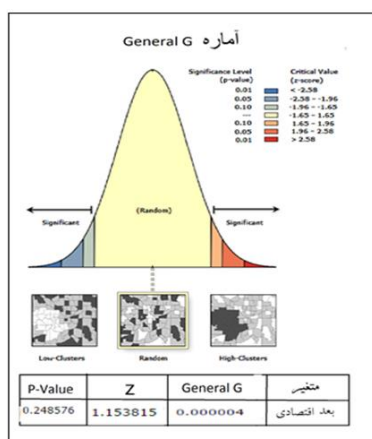 General G آماره
Significance Level
(p-value)
Critical Value
(z-score)
0.01 < -2.58
0.05 -2.58 - -1.96
0.10 -1.96 - -1.65
— -1.65 - 1.65
0.10 1.65 - 1.96
0.05 1.96 - 2.58
0.01 > 2.58
Significant
(Random)
Significant
Low-Clusters
Random
High-Clusters
P-Value Z General G متغیر
0.248576 1.153815 0.000004 بعد اقتصادی